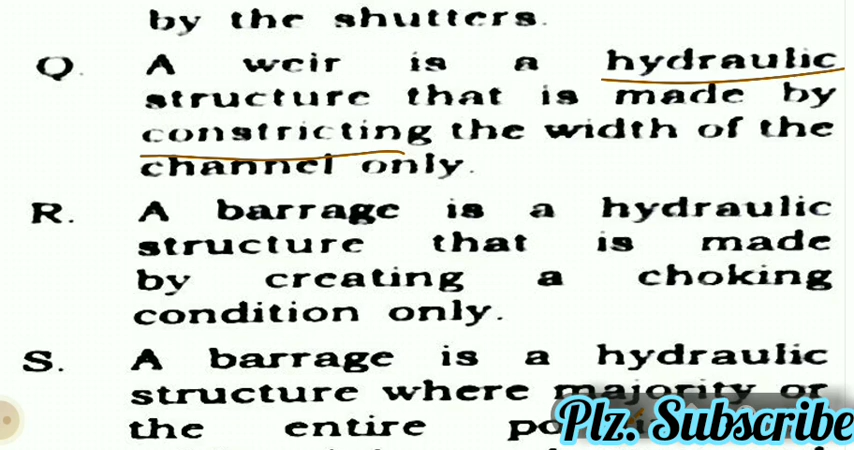 by the shutters.
Q. A weir is a hydraulic
structure that is made by
constricting the width of the
channel only.
R. A barrage is a hydraulic
structure that is made
by creating a choking
condition only.
S. A barrage is a hydraulic
structure where majority or
the entire
Plz. Subscribe